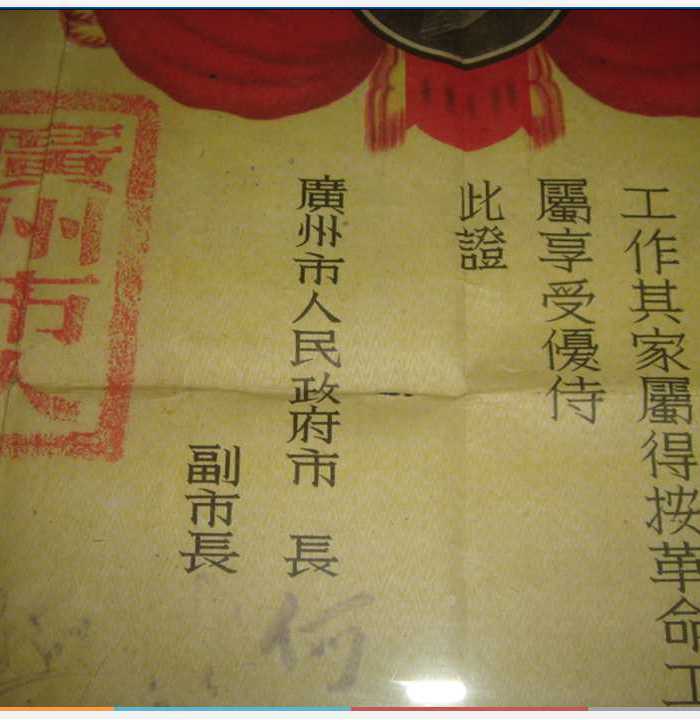 工作其家屬得按革命工
屬享受優待
此證
廣州市人民政府市 長
副市長
何
廣州市人